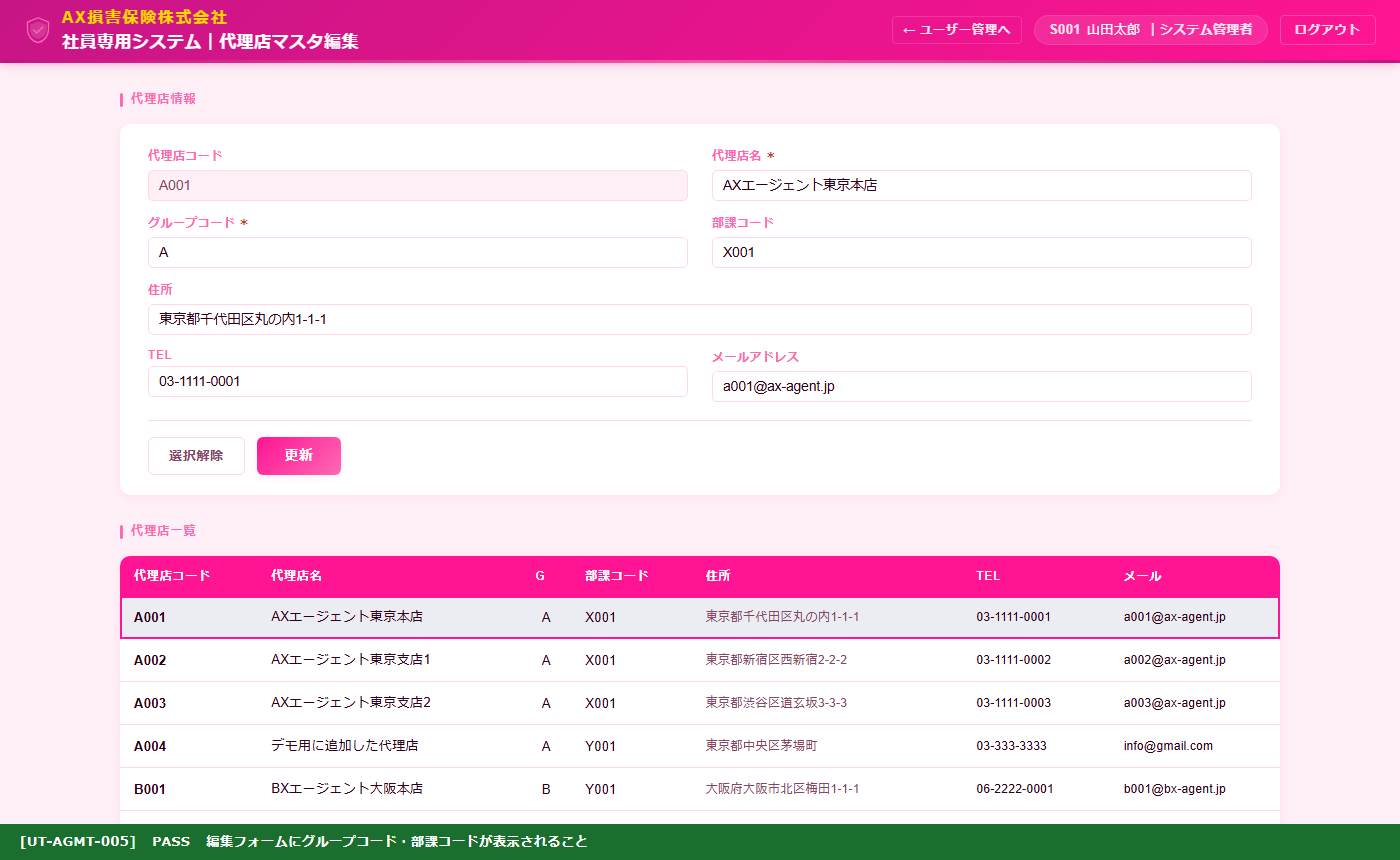 AX損害保険株式会社
社員専用システム | 代理店マスタ編集
← ユーザー管理へ
S001 山田太郎 | システム管理者
ログアウト
代理店情報
代理店コード
代理店名 *
A001
AXエージェント東京本店
グループコード *
部課コード
A
X001
住所
東京都千代田区丸の内1-1-1
TEL
メールアドレス
03-1111-0001
a001@ax-agent.jp
選択解除
更新
代理店一覧
代理店コード 代理店名 G 部課コード 住所 TEL メール
A001 AXエージェント東京本店 A X001 東京都千代田区丸の内1-1-1 03-1111-0001 a001@ax-agent.jp
A002 AXエージェント東京支店1 A X001 東京都新宿区西新宿2-2-2 03-1111-0002 a002@ax-agent.jp
A003 AXエージェント東京支店2 A X001 東京都渋谷区道玄坂3-3-3 03-1111-0003 a003@ax-agent.jp
A004 デモ用に追加した代理店 A Y001 東京都中央区茅場町 03-333-3333 info@gmail.com
B001 BXエージェント大阪本店 B Y001 大阪府大阪市北区梅田1-1-1 06-2222-0001 b001@bx-agent.jp
[UT-AGMT-005] PASS 編集フォームにグループコード・部課コードが表示されること